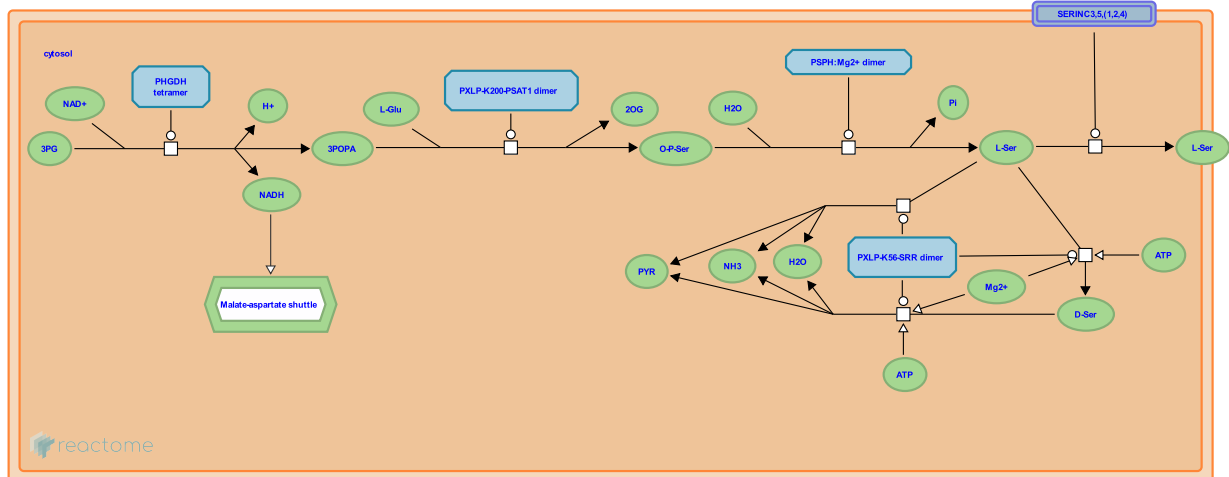 SERINC3,5,(1,2,4)
cytosol
PSPH:Mg2+ dimer
PHGDH
tetramer
PXLP-K200-PSAT1 dimer
NAD+
H+
L-Glu
2OG
H2O
Pi
3PG
3POPA
O-P-Ser
L-Ser
L-Ser
NADH
PYR
NH3
H2O
PXLP-K56-SRR dimer
ATP
Mg2+
Malate-aspartate shuttle
D-Ser
ATP
reactome